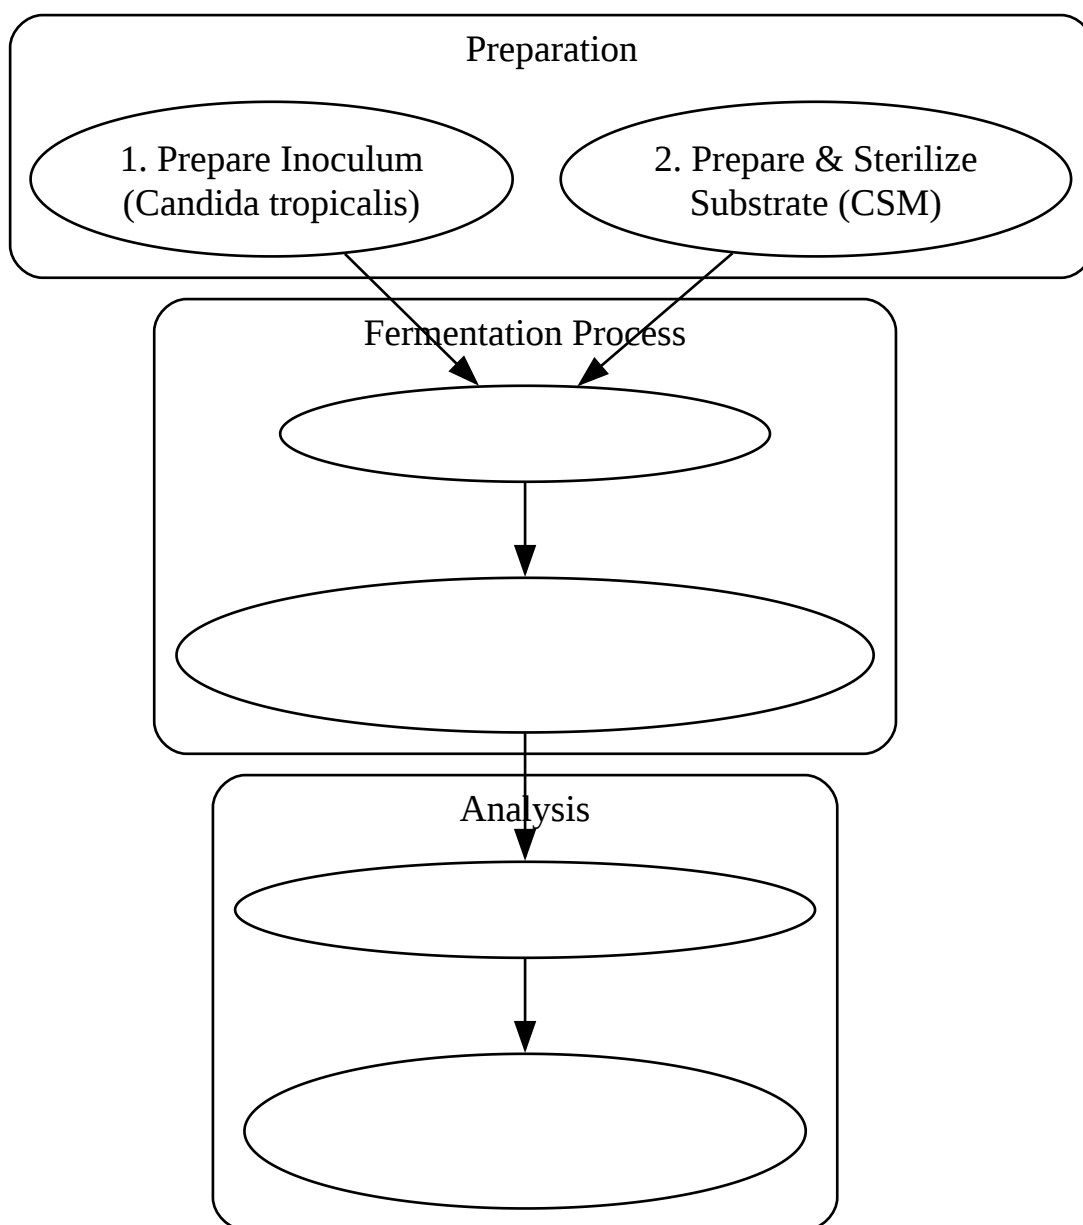 Preparation
1. Prepare Inoculum
(Candida tropicalis)
2. Prepare & Sterilize
Substrate (CSM)
Fermentation Process
Analysis